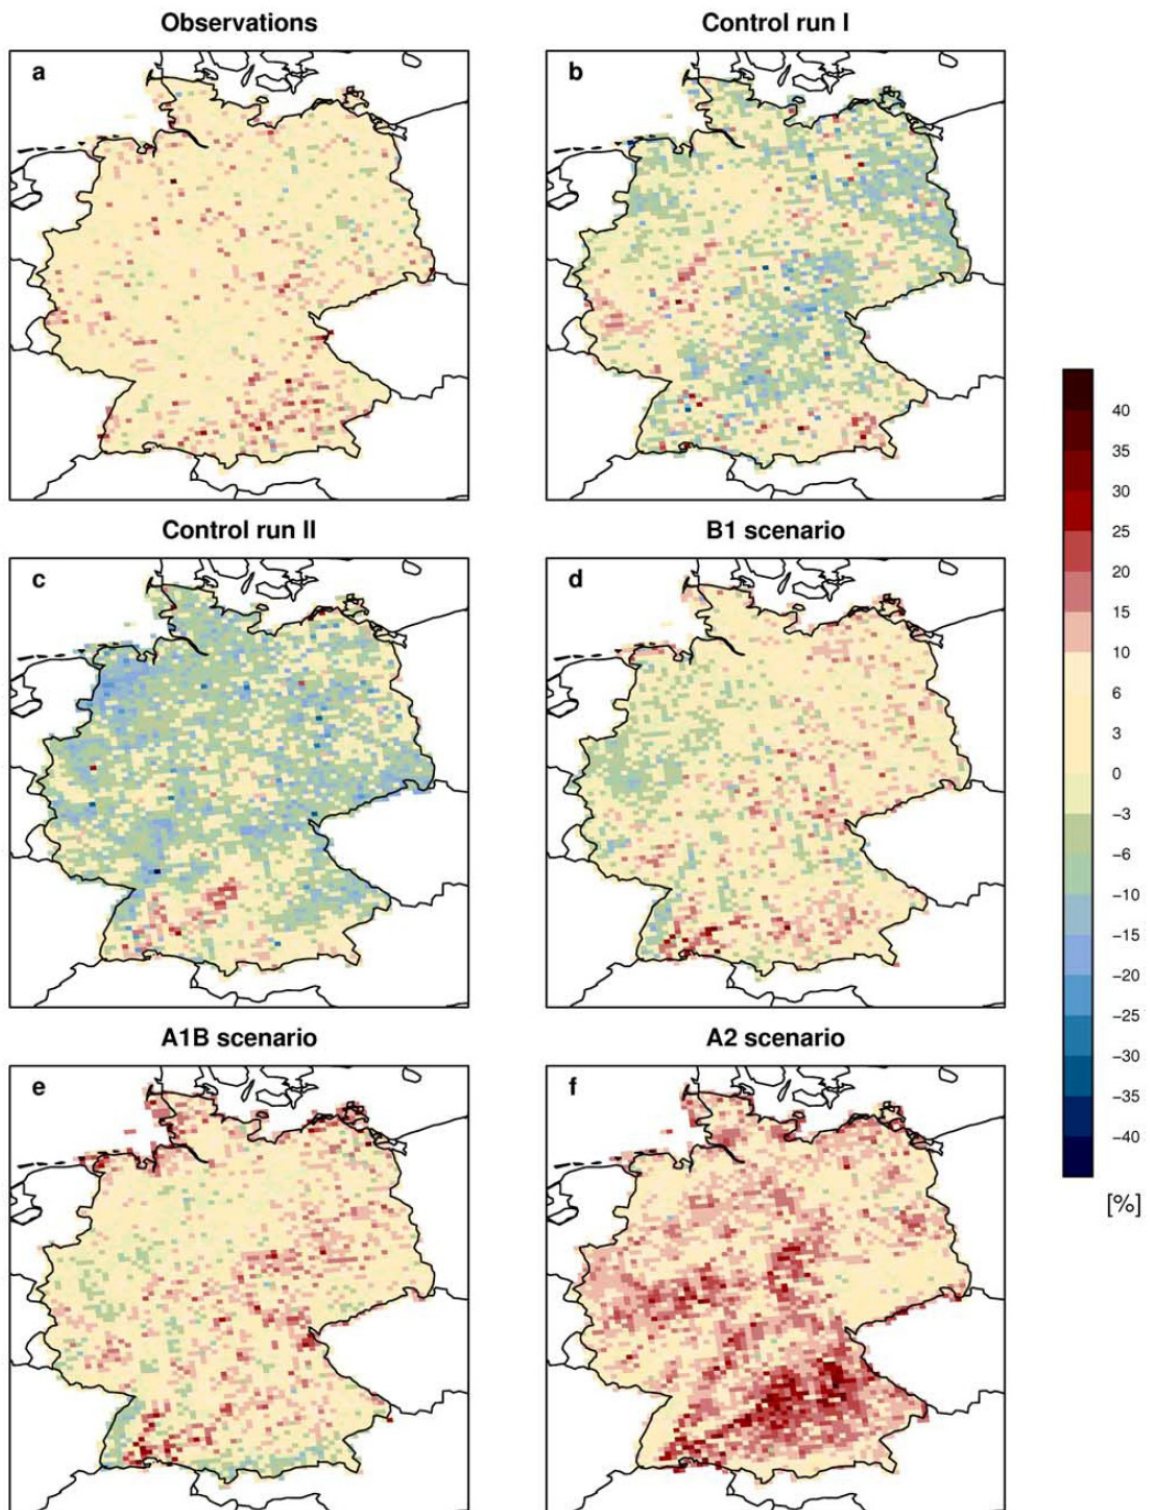 Observations
Control run I
a
b
Control run II
B1 scenario
c
d
A1B scenario
A2 scenario
e
f
40
35
30
25
20
15
10
6
3
0
−3
−6
−10
−15
−20
−25
−30
−35
−40
[%]